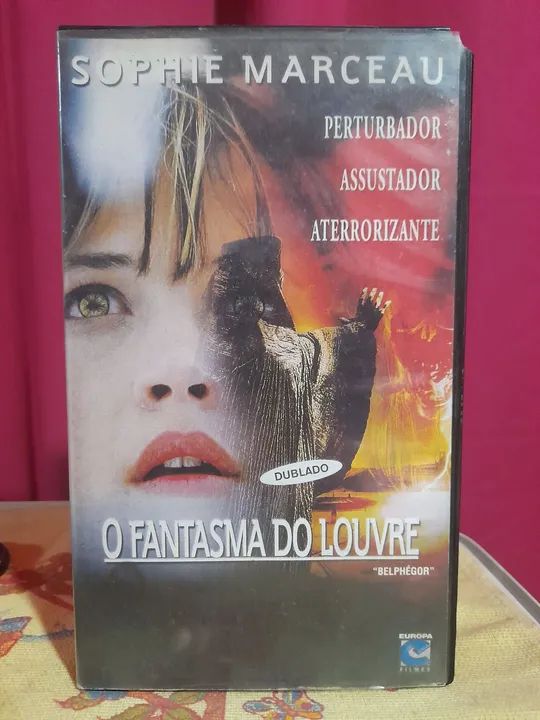 SOPHIE MARCEAU
PERTURBADOR
ASSUSTADOR
ATERRORIZANTE
DUBLADO
O FANTASMA DO LOUVRE
"BELPHÉGOR"
EUROPA
FILMES